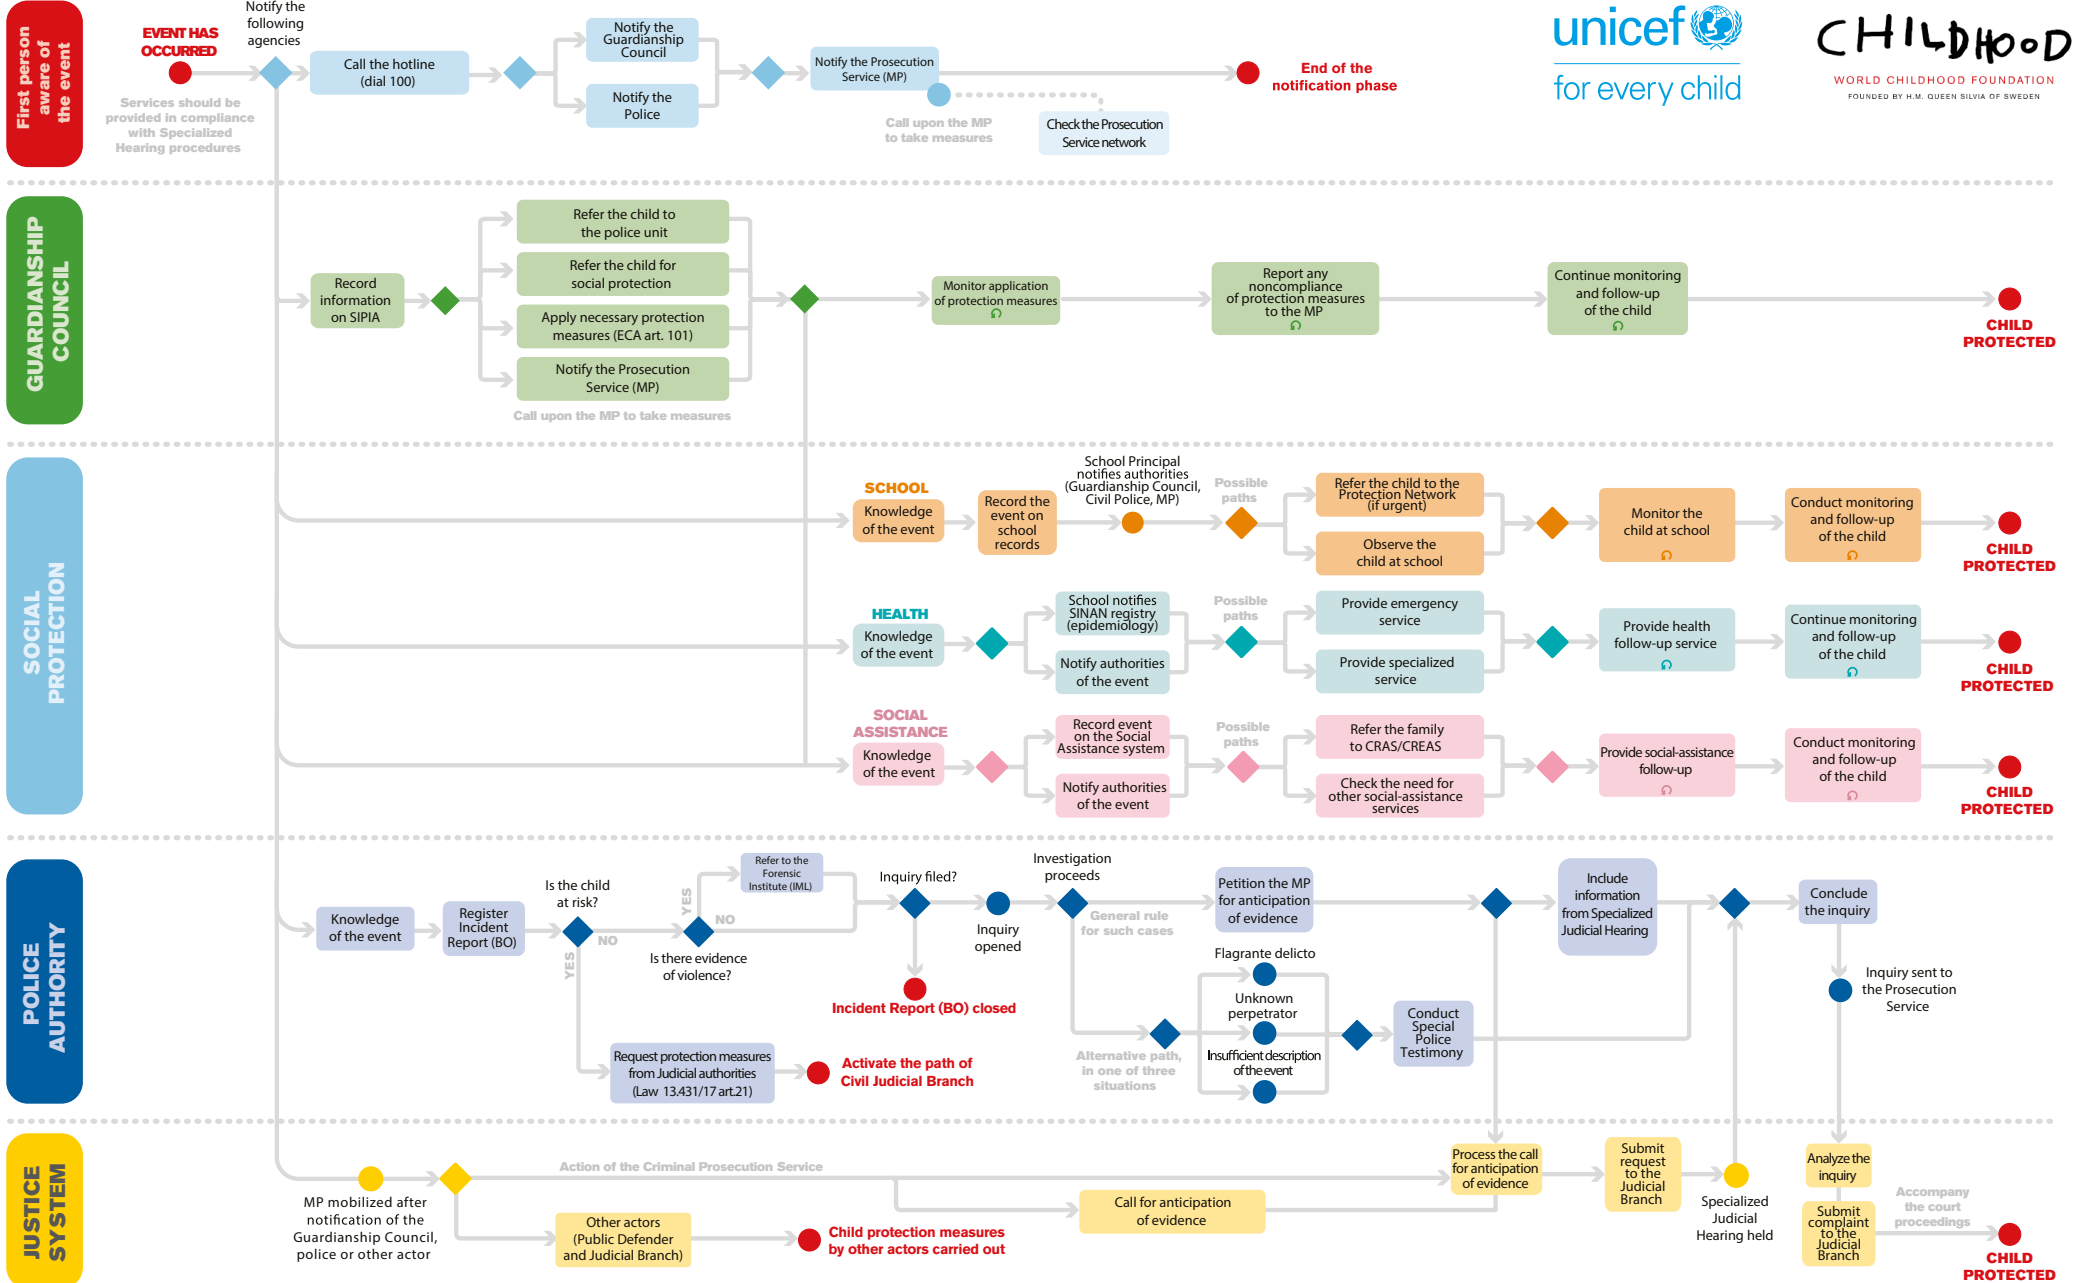 First person
aware of
the event
EVENT HAS
OCCURRED
Services should be
provided in compliance
with Specialized
Hearing procedures
Notify the
following
agencies
Call the hotline
(dial 100)
Notify the
Guardianship
Council
Notify the
Police
Notify the Prosecution
Service (MP)
Call upon the MP
to take measures
Check the Prosecution
Service network
End of the
notification phase
unicef
for every child
CHILDHOOD
WORLD CHILDHOOD FOUNDATION
FOUNDED BY H.M. QUEEN SILVIA OF SWEDEN
GUARDIANSHIP
COUNCIL
Record
information
on SIPIA
Refer the child to
the police unit
Refer the child for
social protection
Apply necessary protection
measures (ECA art. 101)
Notify the Prosecution
Service (MP)
Call upon the MP to take measures
Monitor application
of protection measures
Report any
noncompliance
of protection measures
to the MP
Continue monitoring
and follow-up
of the child
CHILD
PROTECTED
SOCIAL
PROTECTION
SCHOOL
Knowledge
of the event
Record the
event on
school
records
School Principal
notifies authorities
(Guardianship Council,
Civil Police, MP)
Possible
paths
Refer the child to the
Protection Network
(if urgent)
Observe the
child at school
Monitor the
child at school
Conduct monitoring
and follow-up
of the child
CHILD
PROTECTED
HEALTH
Knowledge
of the event
School notifies
SINAN registry
(epidemiology)
Notify authorities
of the event
Possible
paths
Provide emergency
service
Provide specialized
service
Provide health
follow-up service
Continue monitoring
and follow-up
of the child
CHILD
PROTECTED
SOCIAL
ASSISTANCE
Knowledge
of the event
Record event
on the Social
Assistance system
Notify authorities
of the event
Possible
paths
Refer the family
to CRAS/CREAS
Check the need for
other social-assistance
services
Provide social-assistance
follow-up
Conduct monitoring
and follow-up
of the child
CHILD
PROTECTED
POLICE
AUTHORITY
Knowledge
of the event
Register
Incident
Report (BO)
Is the child
at risk?
NO
YES
Is there evidence
of violence?
YES
NO
Refer to the
Forensic
Institute (IML)
Request protection measures
from Judicial authorities
(Law 13.431/17 art.21)
Activate the path of
Civil Judicial Branch
Inquiry filed?
Incident Report (BO) closed
Inquiry
opened
Investigation
proceeds
General rule
for such cases
Alternative path,
in one of three
situations
Petition the MP
for anticipation
of evidence
Flagrante delicto
Unknown
perpetrator
Insufficient description
of the event
Conduct
Special
Police
Testimony
Include
information
from Specialized
Judicial Hearing
Conclude
the inquiry
Inquiry sent to
the Prosecution
Service
JUSTICE
SYSTEM
MP mobilized after
notification of the
Guardianship Council,
police or other actor
Action of the Criminal Prosecution Service
Other actors
(Public Defender
and Judicial Branch)
Child protection measures
by other actors carried out
Call for anticipation
of evidence
Process the call
for anticipation
of evidence
Submit
request
to the
Judicial
Branch
Specialized
Judicial
Hearing held
Analyze the
inquiry
Submit
complaint
to the
Judicial
Branch
Accompany
the court
proceedings
CHILD
PROTECTED